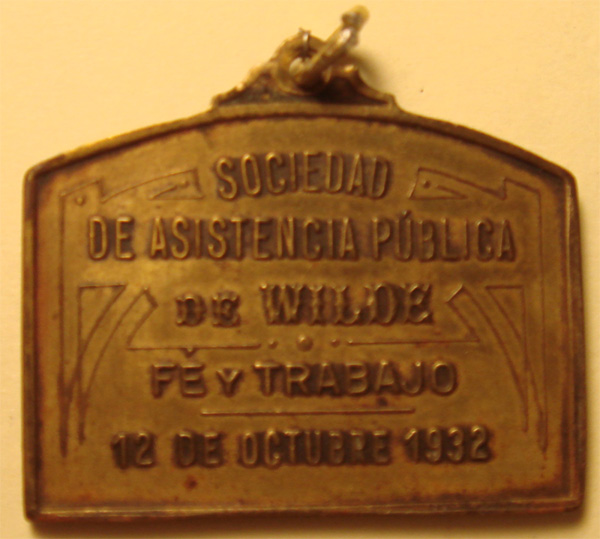 SOCIEDAD
DE ASISTENCIA PÚBLICA
DE WILDE
FÉ Y TRABAJO
12 DE OCTUBRE 1932